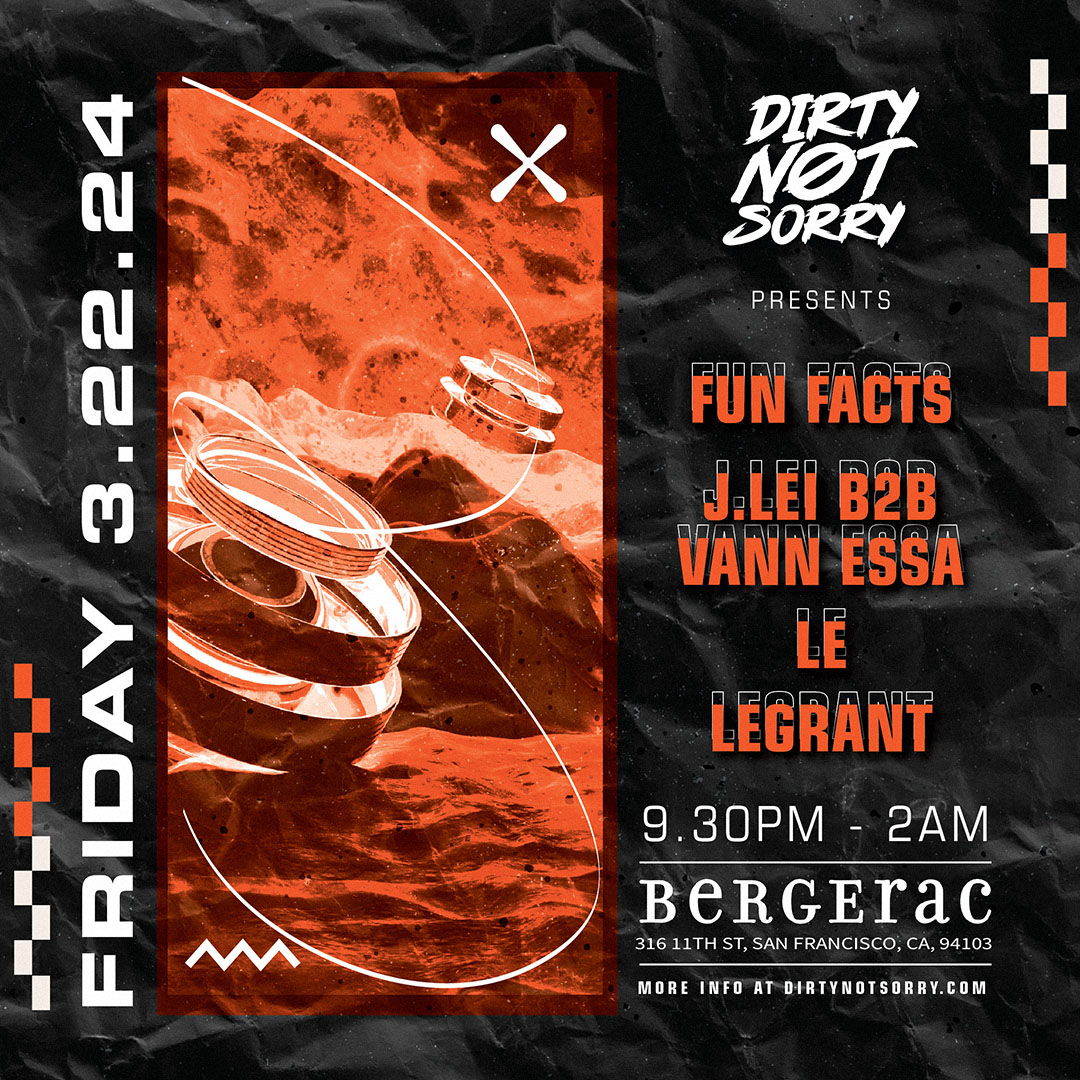 FRIDAY 3.22.24
DIRTY
NØT
SORRY
PRESENTS
FUN FACTS
J.LEI B2B
VANN ESSA
LE
LEGRANT
9.30PM - 2AM
BeRGErac
316 11TH ST, SAN FRANCISCO, CA, 94103
MORE INFO AT DIRTYNOTSORRY.COM